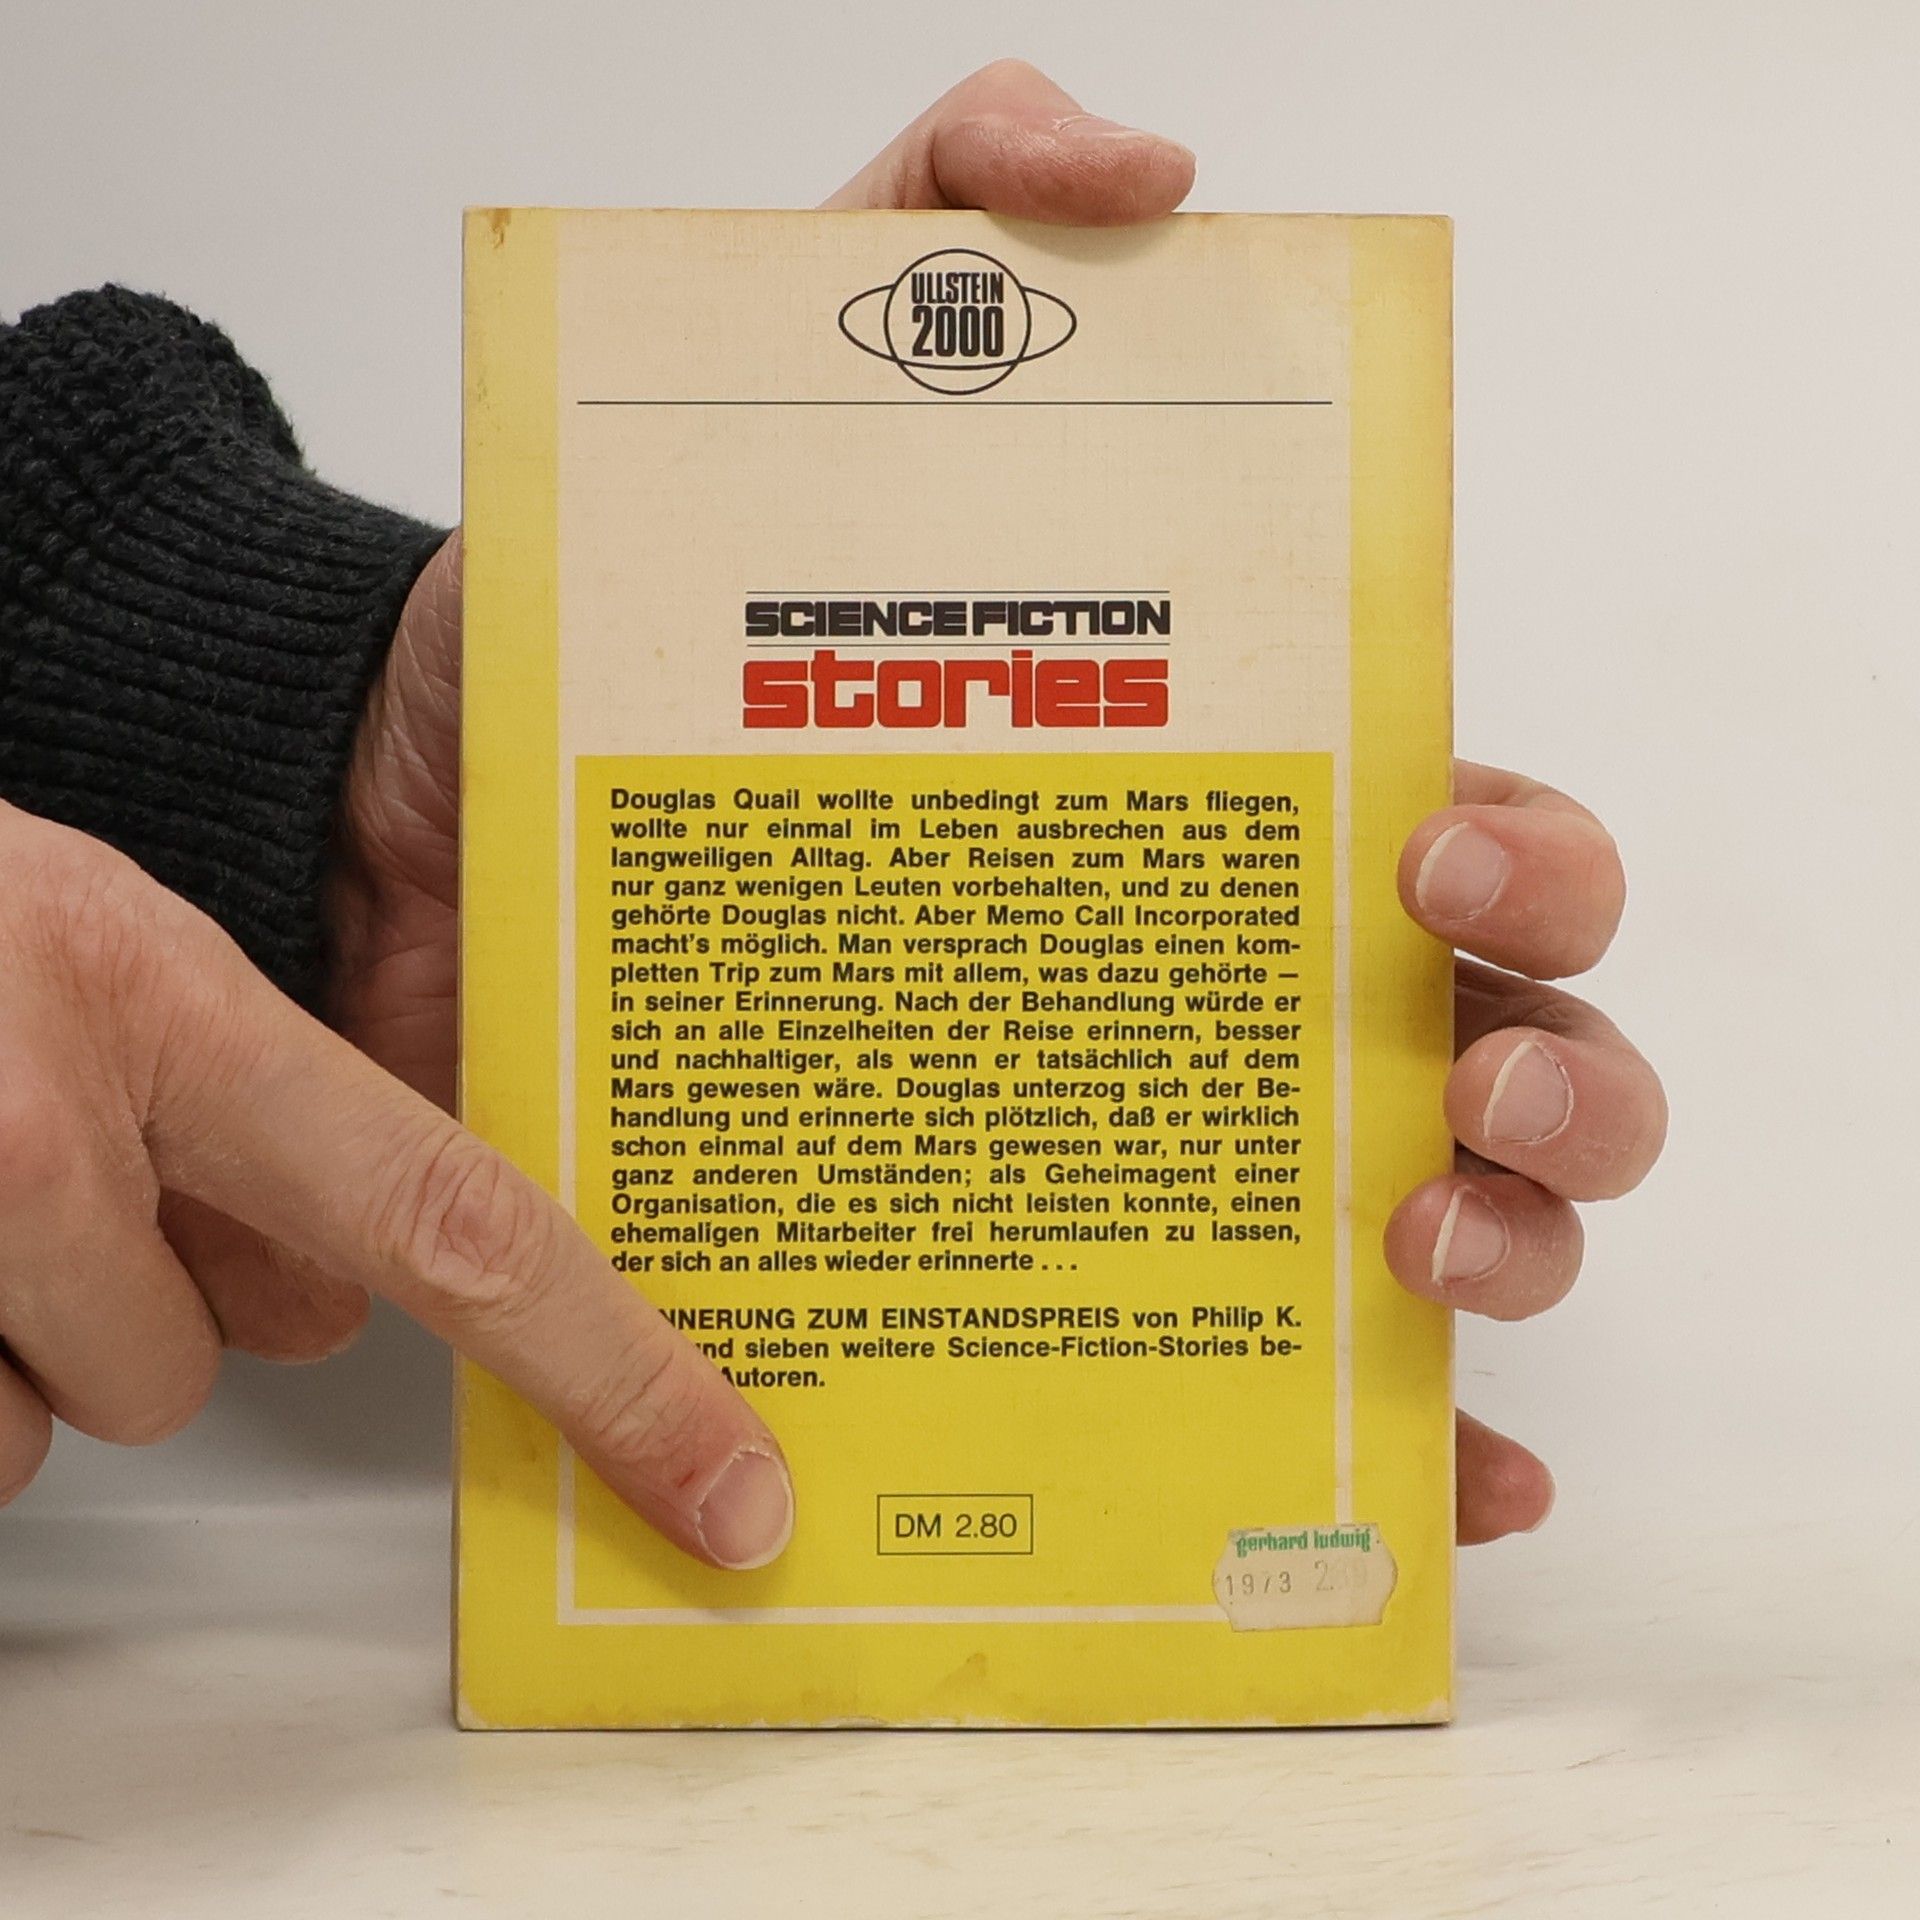 ULLSTEIN
2000
SCIENCE FICTION
stories
Douglas Quail wollte unbedingt zum Mars fliegen,
wollte nur einmal im Leben ausbrechen aus dem
langweiligen Alltag. Aber Reisen zum Mars waren
nur ganz wenigen Leuten vorbehalten, und zu denen
gehörte Douglas nicht. Aber Memo Call Incorporated
macht's möglich. Man versprach Douglas einen kom-
pletten Trip zum Mars mit allem, was dazu gehörte —
in seiner Erinnerung. Nach der Behandlung würde er
sich an alle Einzelheiten der Reise erinnern, besser
und nachhaltiger, als wenn er tatsächlich auf dem
Mars gewesen wäre. Douglas unterzog sich der Be-
handlung und erinnerte sich plötzlich, daß er wirklich
schon einmal auf dem Mars gewesen war, nur unter
ganz anderen Umständen; als Geheimagent einer
Organisation, die es sich nicht leisten konnte, einen
ehemaligen Mitarbeiter frei herumlaufen zu lassen,
der sich an alles wieder erinnerte ...
ZUM EINSTANDSPREIS von Philip K.
sieben weitere Science-Fiction-Stories be-
Autoren.
DM 2.80
gerhard ludwig
1973